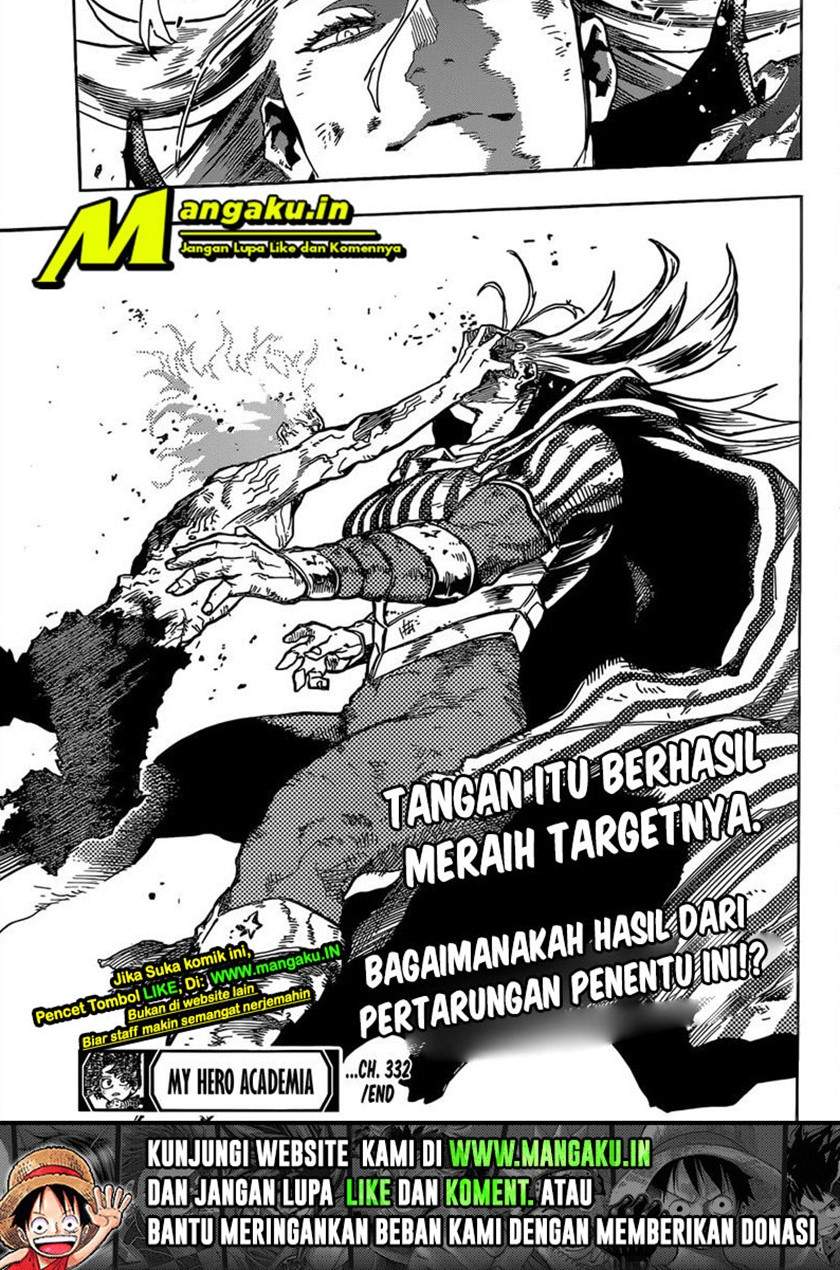 Mangaku.in
Jangan Lupa Like dan Komennya
TANGAN ITU BERHASIL
MERAIH TARGETNYA.
BAGAIMANAKAH HASIL DARI
PERTARUNGAN PENENTU INI!?
Jika Suka komik ini,
Pencet Tombol LIKE, Di: WWW.mangaku.IN
Bukan di website lain
Biar staff makin semangat nerjemahin
MY HERO ACADEMIA
...CH. 332
/END
KUNJUNGI WEBSITE KAMI DI WWW.MANGAKU.IN
DAN JANGAN LUPA LIKE DAN KOMENT. ATAU
BANTU MERINGANKAN BEBAN KAMI DENGAN MEMBERIKAN DONASI